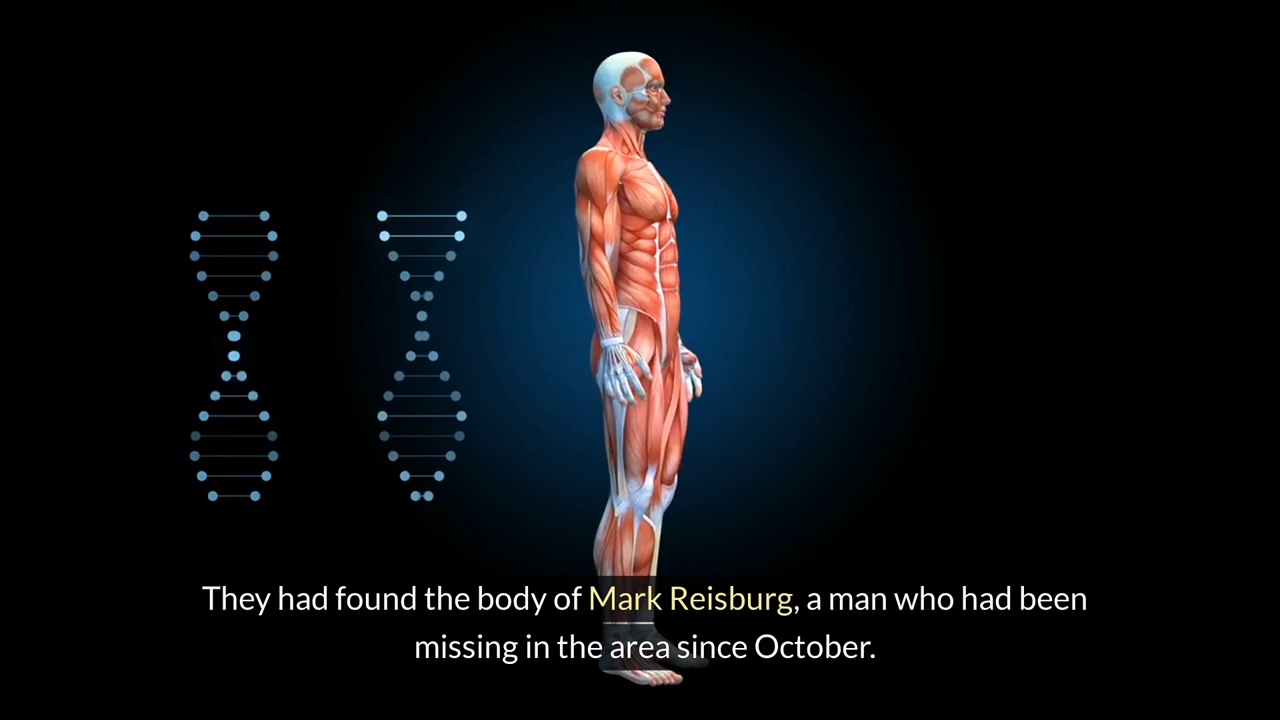 They had found the body of Mark Reisburg, a man who had been
missing in the area since October.